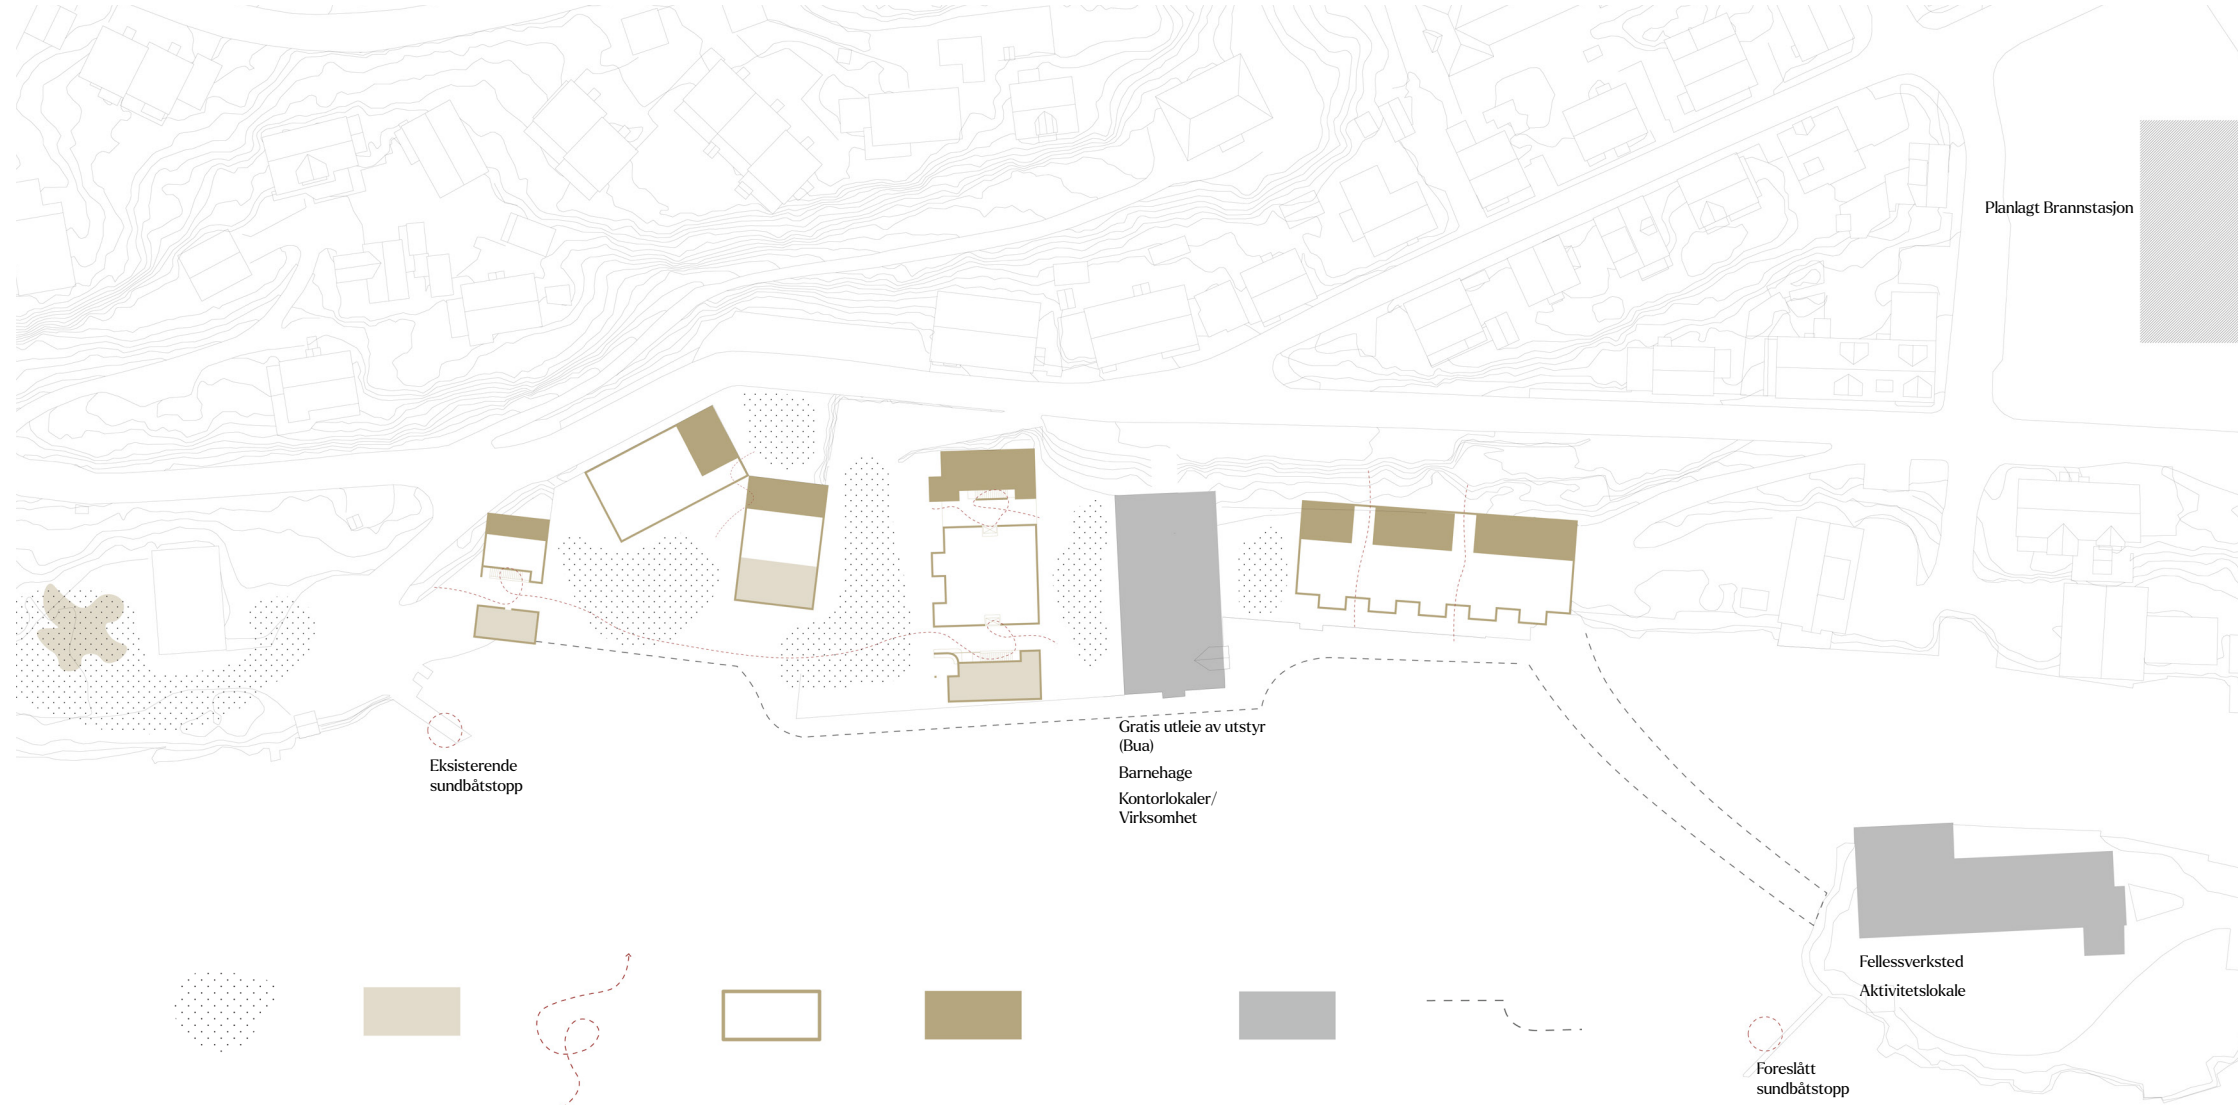 Planlagt Brannstasjon
Eksisterende
sundbåtstopp
Gratis utleie av utstyr
(Bua)
Barnehage
Kontorlokaler/
Virksomhet
Fellessverksted
Aktivitetslokale
Foreslått
sundbåtstopp